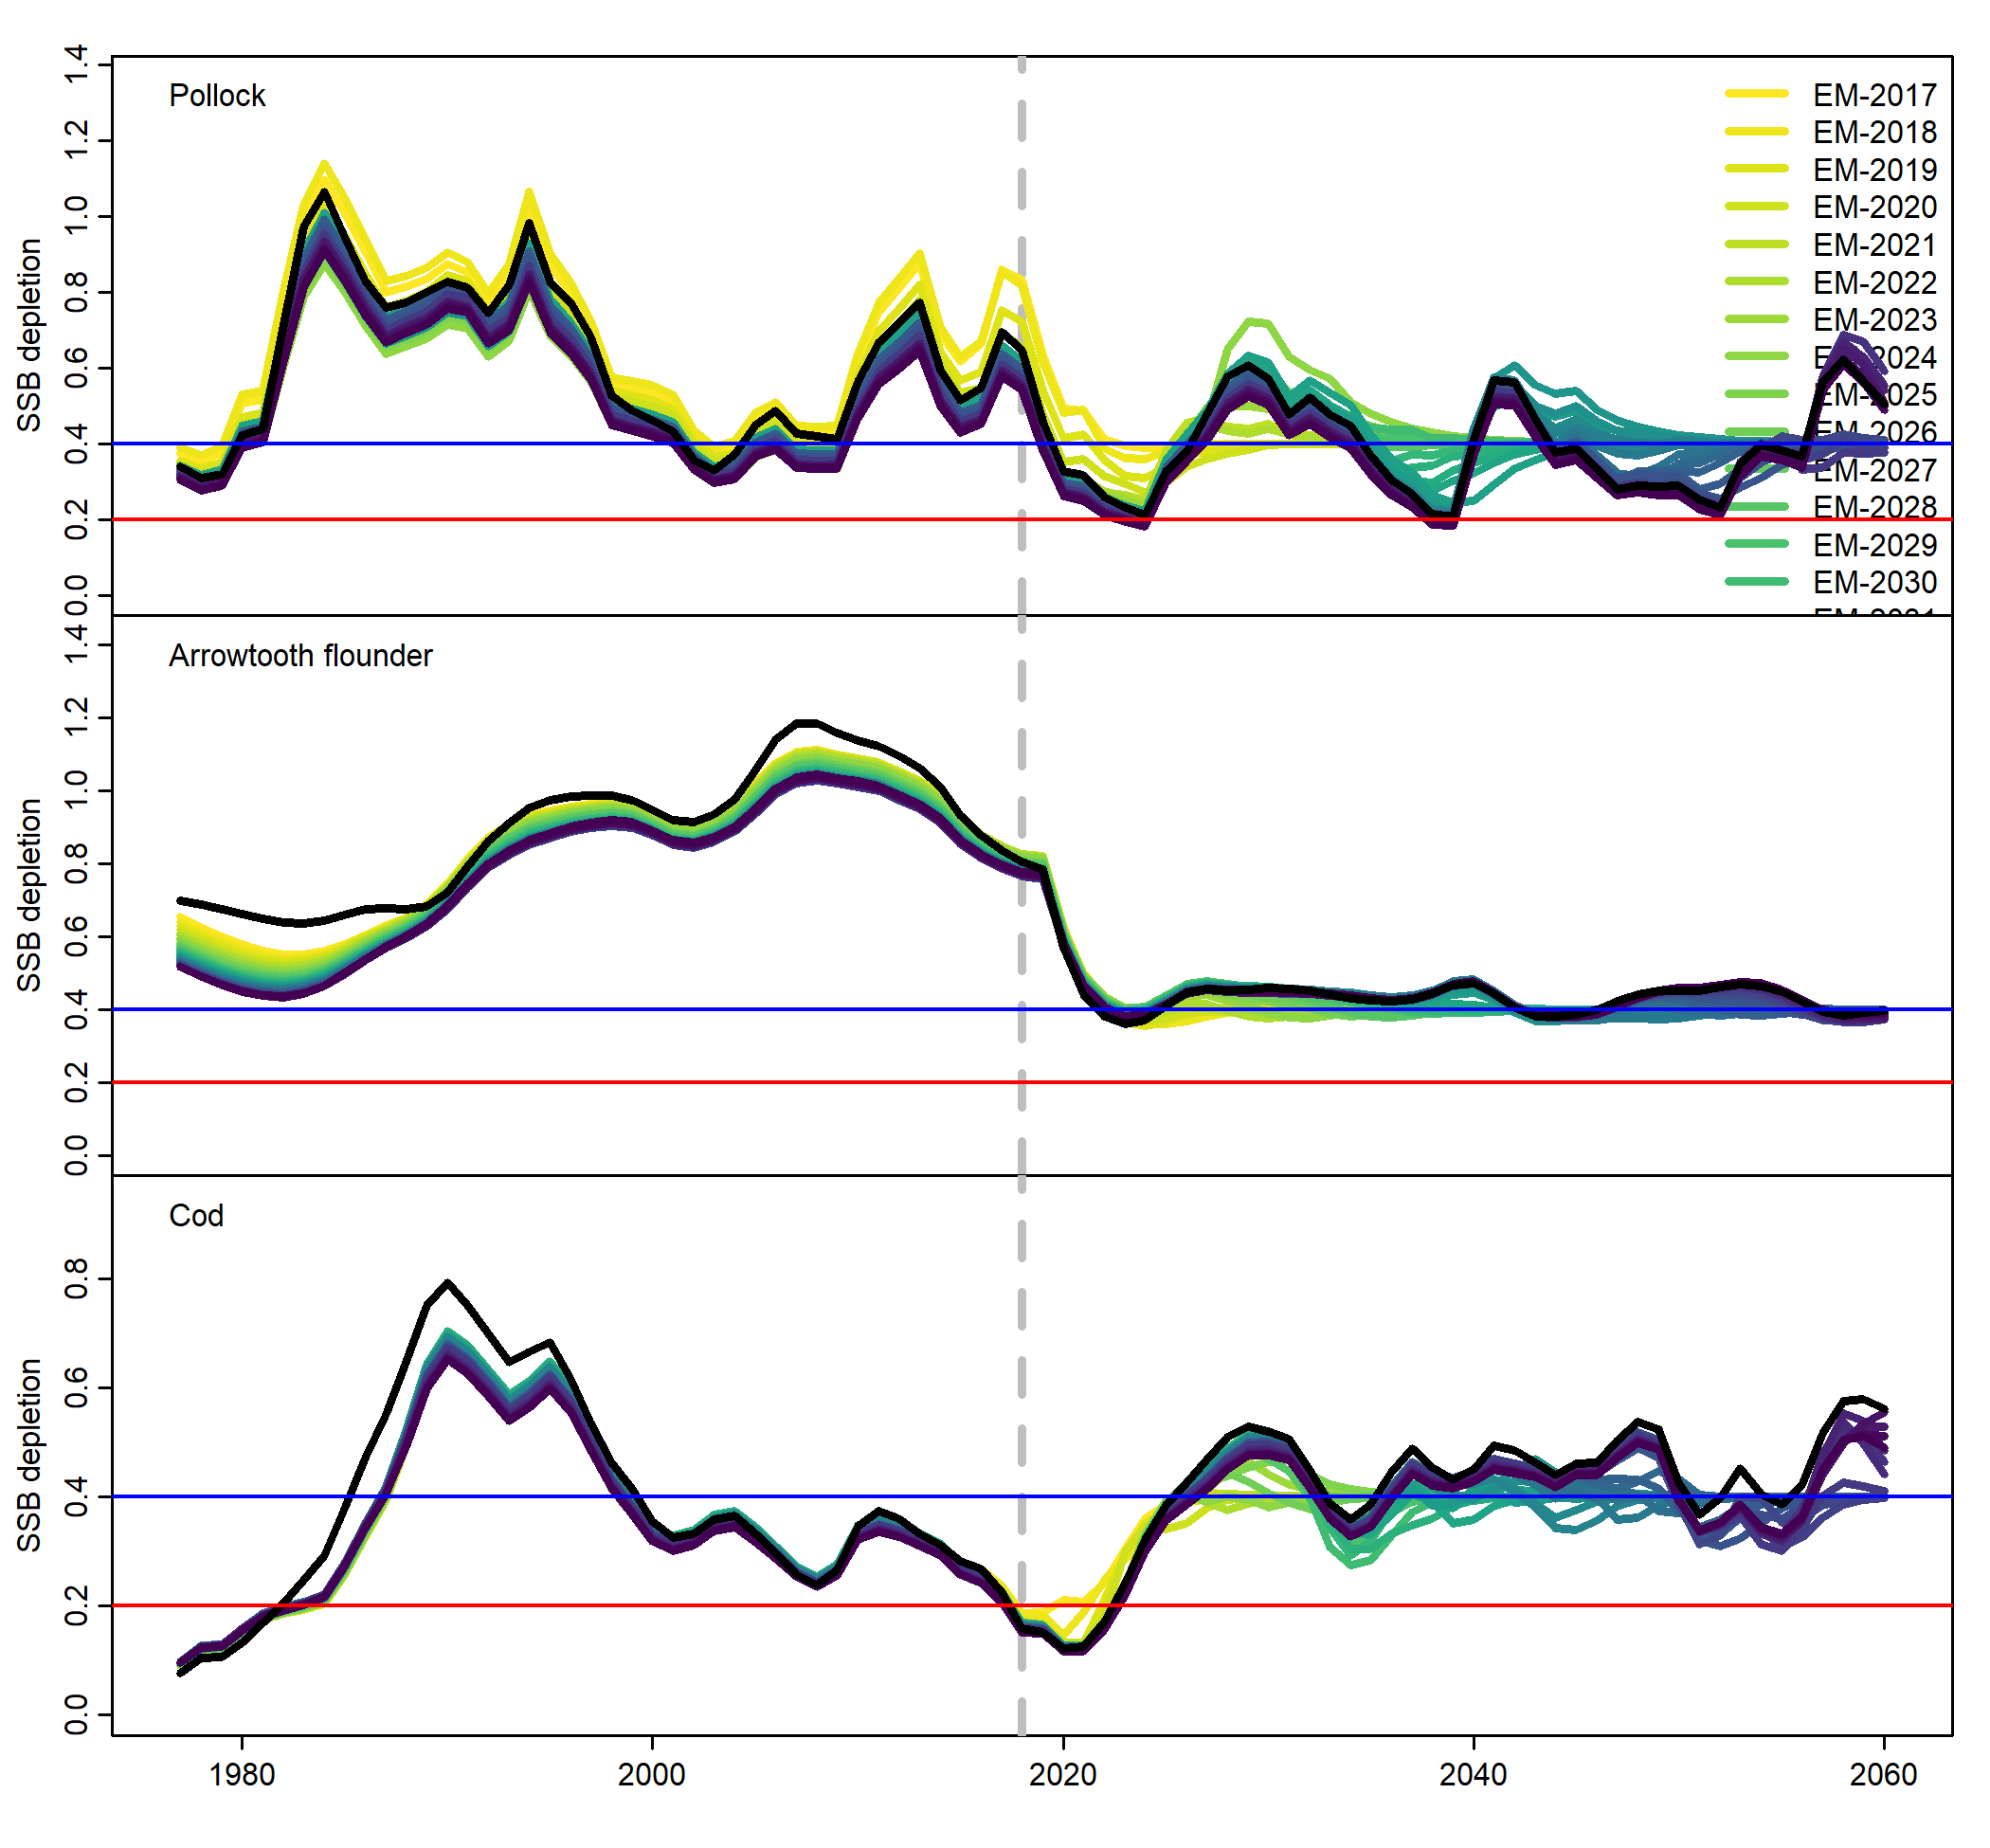 Pollock
SSB depletion
0.0 0.2 0.4 0.6 0.8 1.0 1.2 1.4
EM-2017
EM-2018
EM-2019
EM-2020
EM-2021
EM-2022
EM-2023
EM-2024
EM-2025
EM-2026
EM-2027
EM-2028
EM-2029
EM-2030
Arrowtooth flounder
SSB depletion
0.0 0.2 0.4 0.6 0.8 1.0 1.2 1.4
Cod
SSB depletion
0.0 0.2 0.4 0.6 0.8
1980 2000 2020 2040 2060